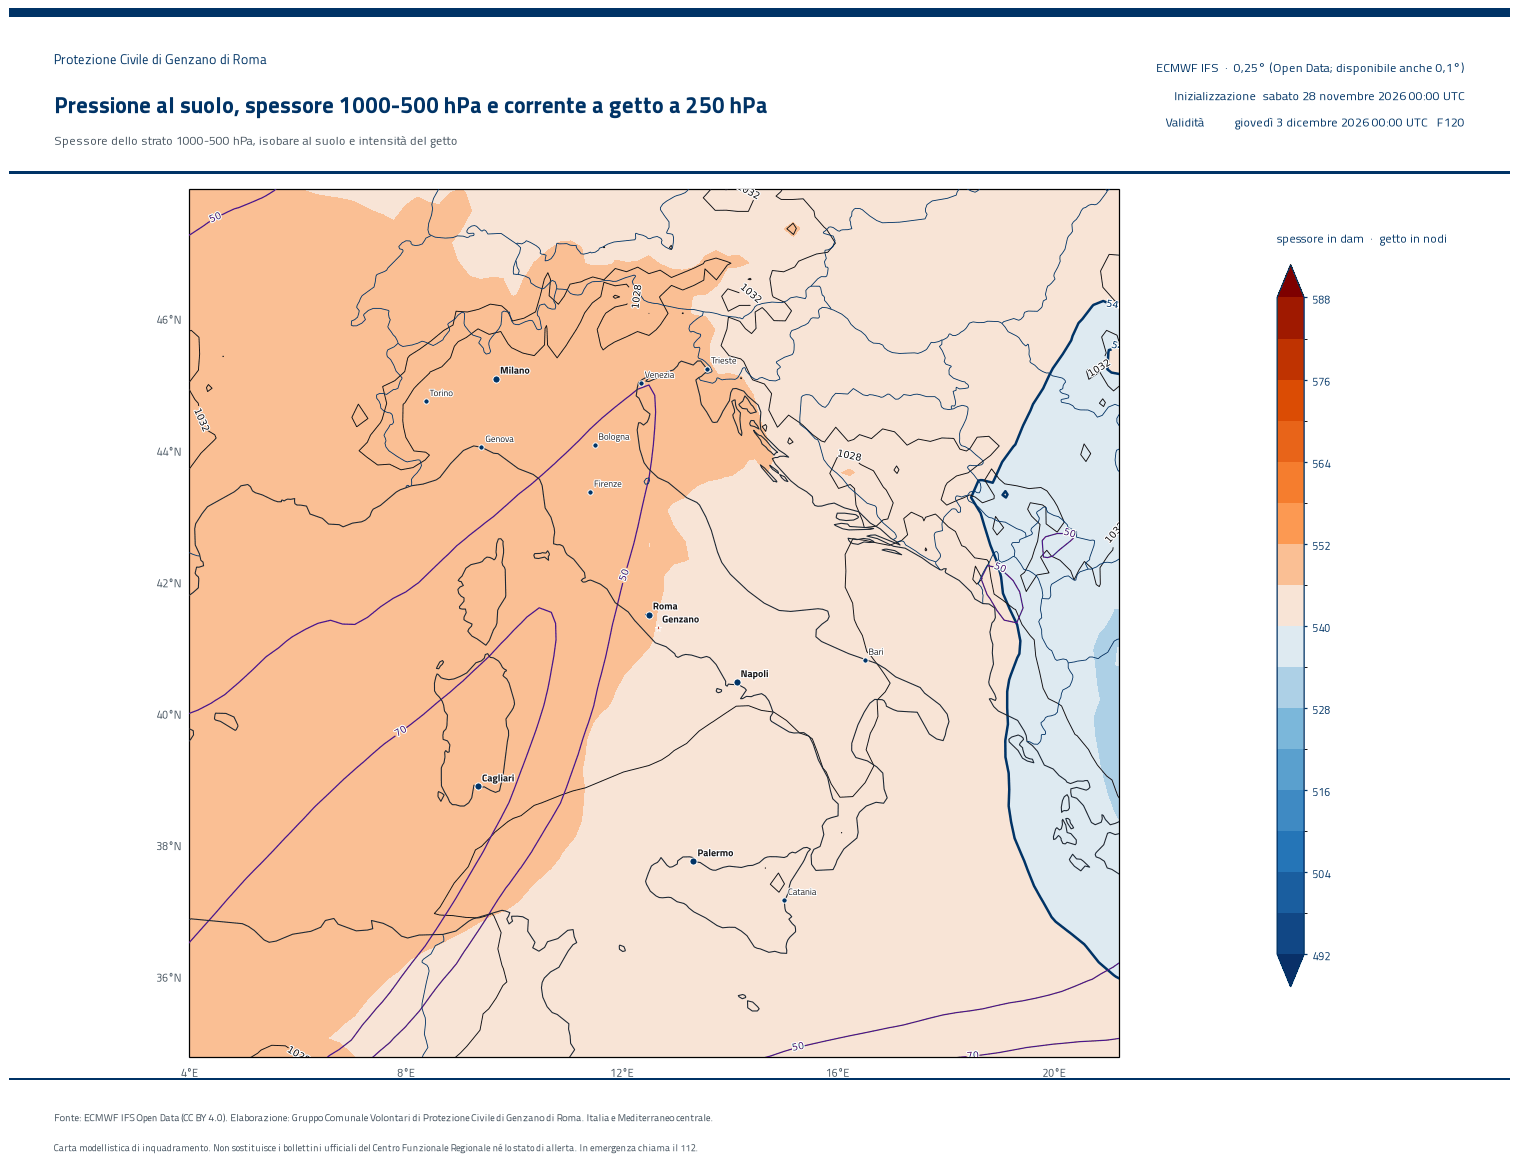 Protezione Civile di Genzano di Roma
Pressione al suolo, spessore 1000-500 hPa e corrente a getto a 250 hPa
Spessore dello strato 1000-500 hPa, isobare al suolo e intensità del getto
ECMWF IFS · 0,25° (Open Data; disponibile anche 0,1°)
Inizializzazione sabato 28 novembre 2026 00:00 UTC
Validità giovedì 3 dicembre 2026 00:00 UTC F120
spessore in dam · getto in nodi
588
576
564
552
540
528
516
504
492
46°N
44°N
42°N
40°N
38°N
36°N
4°E
8°E
12°E
16°E
20°E
50
1032
1028
1032
54
1032
1032
1028
50
50
1032
50
70
50
70
Milano
Torino
Genova
Venezia
Trieste
Bologna
Firenze
Roma
Genzano
Napoli
Bari
Cagliari
Palermo
Catania
Fonte: ECMWF IFS Open Data (CC BY 4.0). Elaborazione: Gruppo Comunale Volontari di Protezione Civile di Genzano di Roma. Italia e Mediterraneo centrale.
Carta modellistica di inquadramento. Non sostituisce i bollettini ufficiali del Centro Funzionale Regionale né lo stato di allerta. In emergenza chiama il 112.